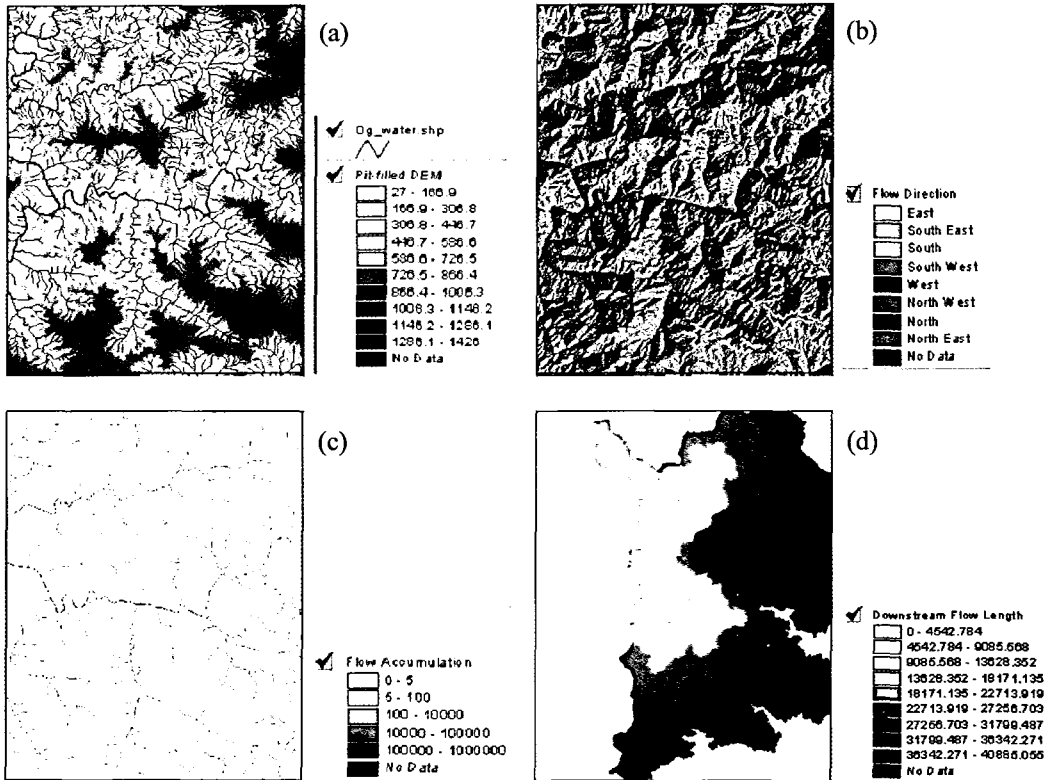 (a)
Og_water.shp
Pit-filled DEM
27 - 166.9
166.9 - 306.8
306.8 - 446.7
446.7 - 586.6
586.6 - 726.5
726.5 - 866.4
866.4 - 1006.3
1006.3 - 1146.2
1146.2 - 1286.1
1286.1 - 1426
No Data
(b)
Flow Direction
East
South East
South
South West
West
North West
North
North East
No Data
(c)
Flow Accumulation
0 - 5
5 - 100
100 - 10000
10000 - 100000
100000 - 1000000
No Data
(d)
Downstream Flow Length
0 - 4542.784
4542.784 - 9085.568
9085.568 - 13628.352
13628.352 - 18171.135
18171.135 - 22713.919
22713.919 - 27256.703
27256.703 - 31799.487
31799.487 - 36342.271
36342.271 - 40885.055
No Data